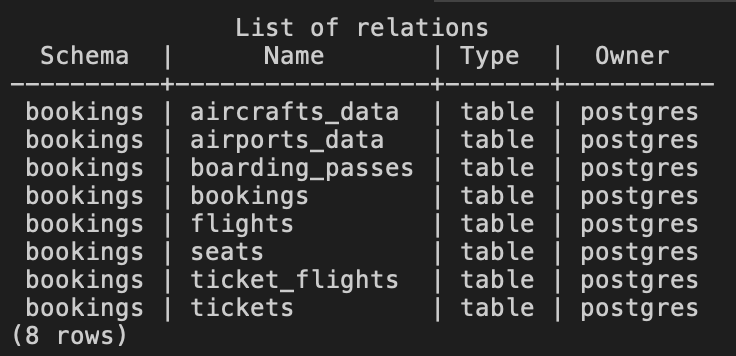 List of relations
Schema | Name | Type | Owner
----------+-----------------+-------+----------
bookings | aircrafts_data | table | postgres
bookings | airports_data | table | postgres
bookings | boarding_passes | table | postgres
bookings | bookings | table | postgres
bookings | flights | table | postgres
bookings | seats | table | postgres
bookings | ticket_flights | table | postgres
bookings | tickets | table | postgres
(8 rows)